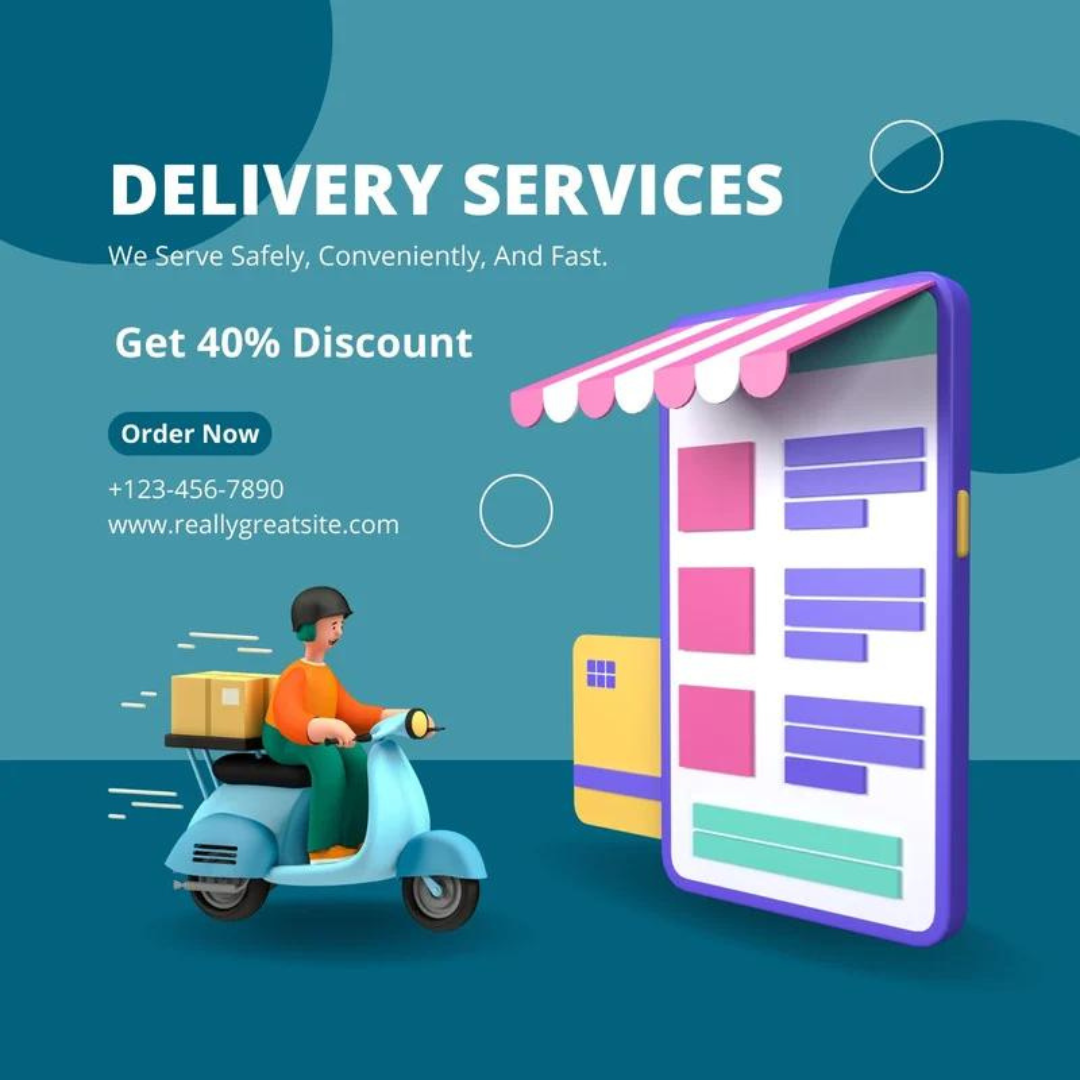 DELIVERY SERVICES
We Serve Safely, Conveniently, And Fast.
Get 40% Discount
Order Now
+123-456-7890
www.reallygreatsite.com